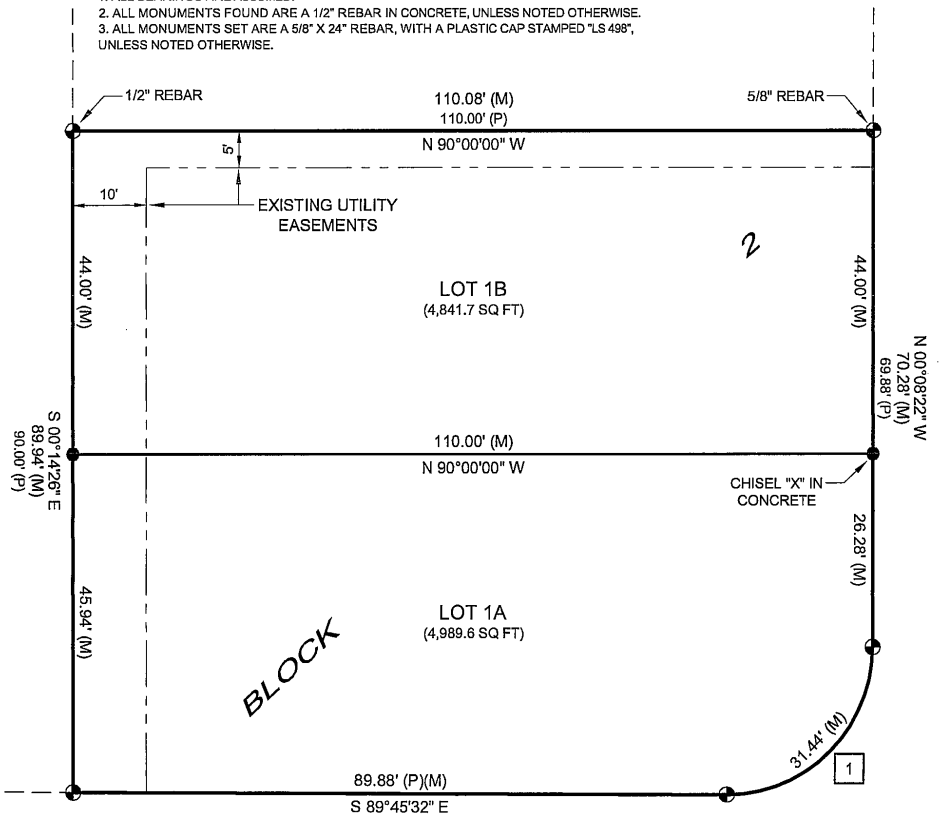 2. ALL MONUMENTS FOUND ARE A 1/2" REBAR IN CONCRETE, UNLESS NOTED OTHERWISE.
3. ALL MONUMENTS SET ARE A 5/8" X 24" REBAR, WITH A PLASTIC CAP STAMPED "LS 498",
UNLESS NOTED OTHERWISE.
1/2" REBAR
110.08' (M)
110.00' (P)
N 90°00'00" W
5/8" REBAR
5'
10'
EXISTING UTILITY
EASEMENTS
2
44.00' (M)
LOT 1B
(4,841.7 SQ FT)
44.00' (M)
N 00°08'22" W
70.28' (M)
69.88' (P)
S 00°14'26" E
89.94' (M)
90.00' (P)
110.00' (M)
N 90°00'00" W
CHISEL "X" IN
CONCRETE
26.28' (M)
45.94' (M)
LOT 1A
(4,989.6 SQ FT)
BLOCK
31.44' (M)
1
89.88' (P)(M)
S 89°45'32" E